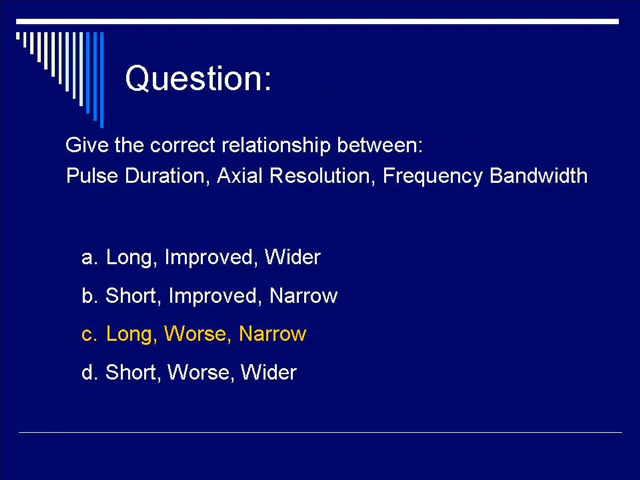 Question:
Give the correct relationship between:
Pulse Duration, Axial Resolution, Frequency Bandwidth
a. Long, Improved, Wider
b. Short, Improved, Narrow
c. Long, Worse, Narrow
d. Short, Worse, Wider